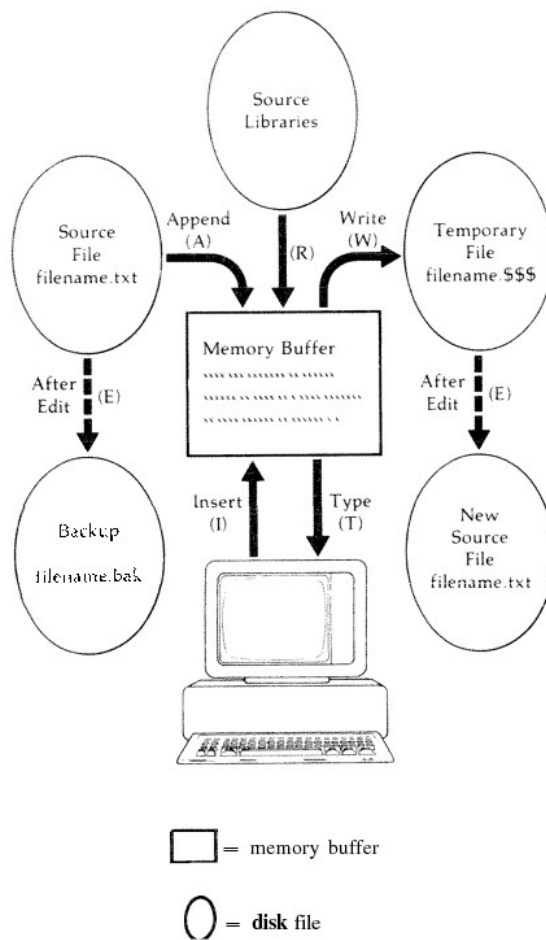 Source
Libraries
Append
(A)
Write
(W)
Source
File
filename.txt
(R)
Temporary
File
filename.$$$
Memory Buffer
After
Edit
(E)
After
Edit
(E)
Insert
(I)
Type
(T)
Backup
filename.bak
New
Source
File
filename.txt
= memory buffer
= disk file